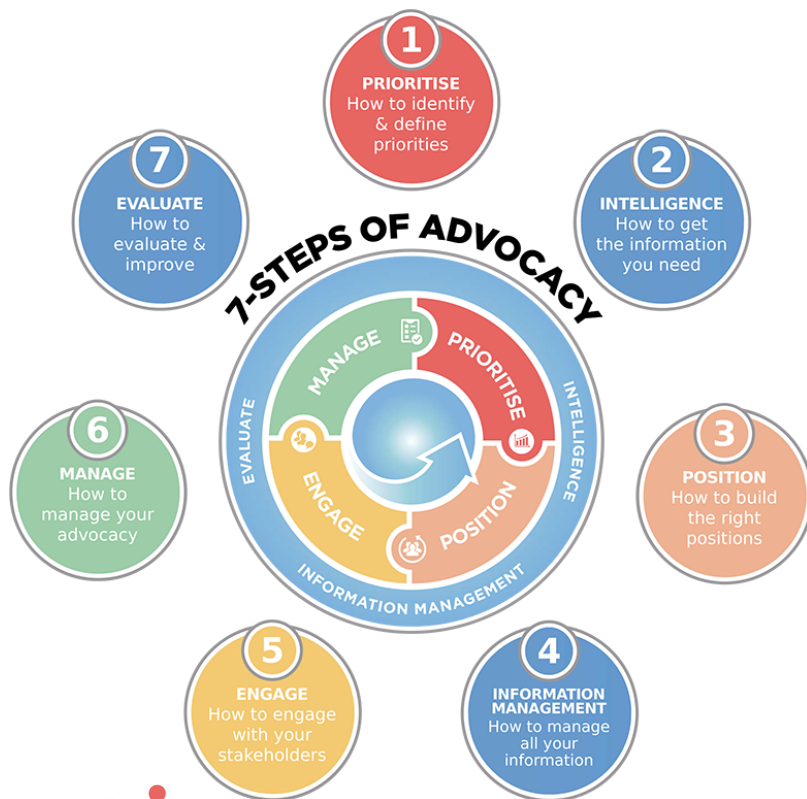 1
PRIORITISE
How to identify
& define
priorities
2
INTELLIGENCE
How to get
the information
you need
3
POSITION
How to build
the right
positions
4
INFORMATION
MANAGEMENT
How to manage
all your
information
5
ENGAGE
How to engage
with your
stakeholders
6
MANAGE
How to
manage your
advocacy
7
EVALUATE
How to
evaluate &
improve
7-STEPS OF ADVOCACY
MANAGE
PRIORITISE
ENGAGE
POSITION
EVALUATE
INTELLIGENCE
INFORMATION MANAGEMENT